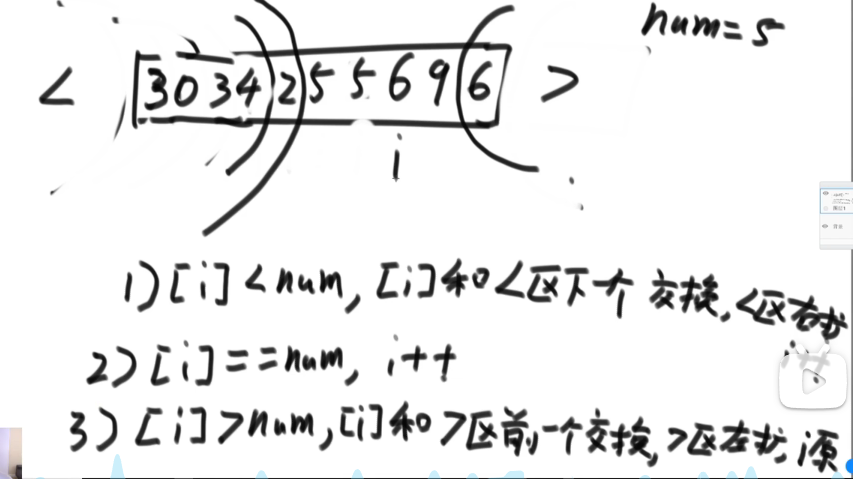 num=5
< 3 0 3 4 2 5 5 6 9 6 >
i
1) [i] < num, [i]和<区下一个 交换, <区右扩
i++
2) [i] == num, i++
3) [i] > num, [i]和 >区前一个交换, >区左扩, i原